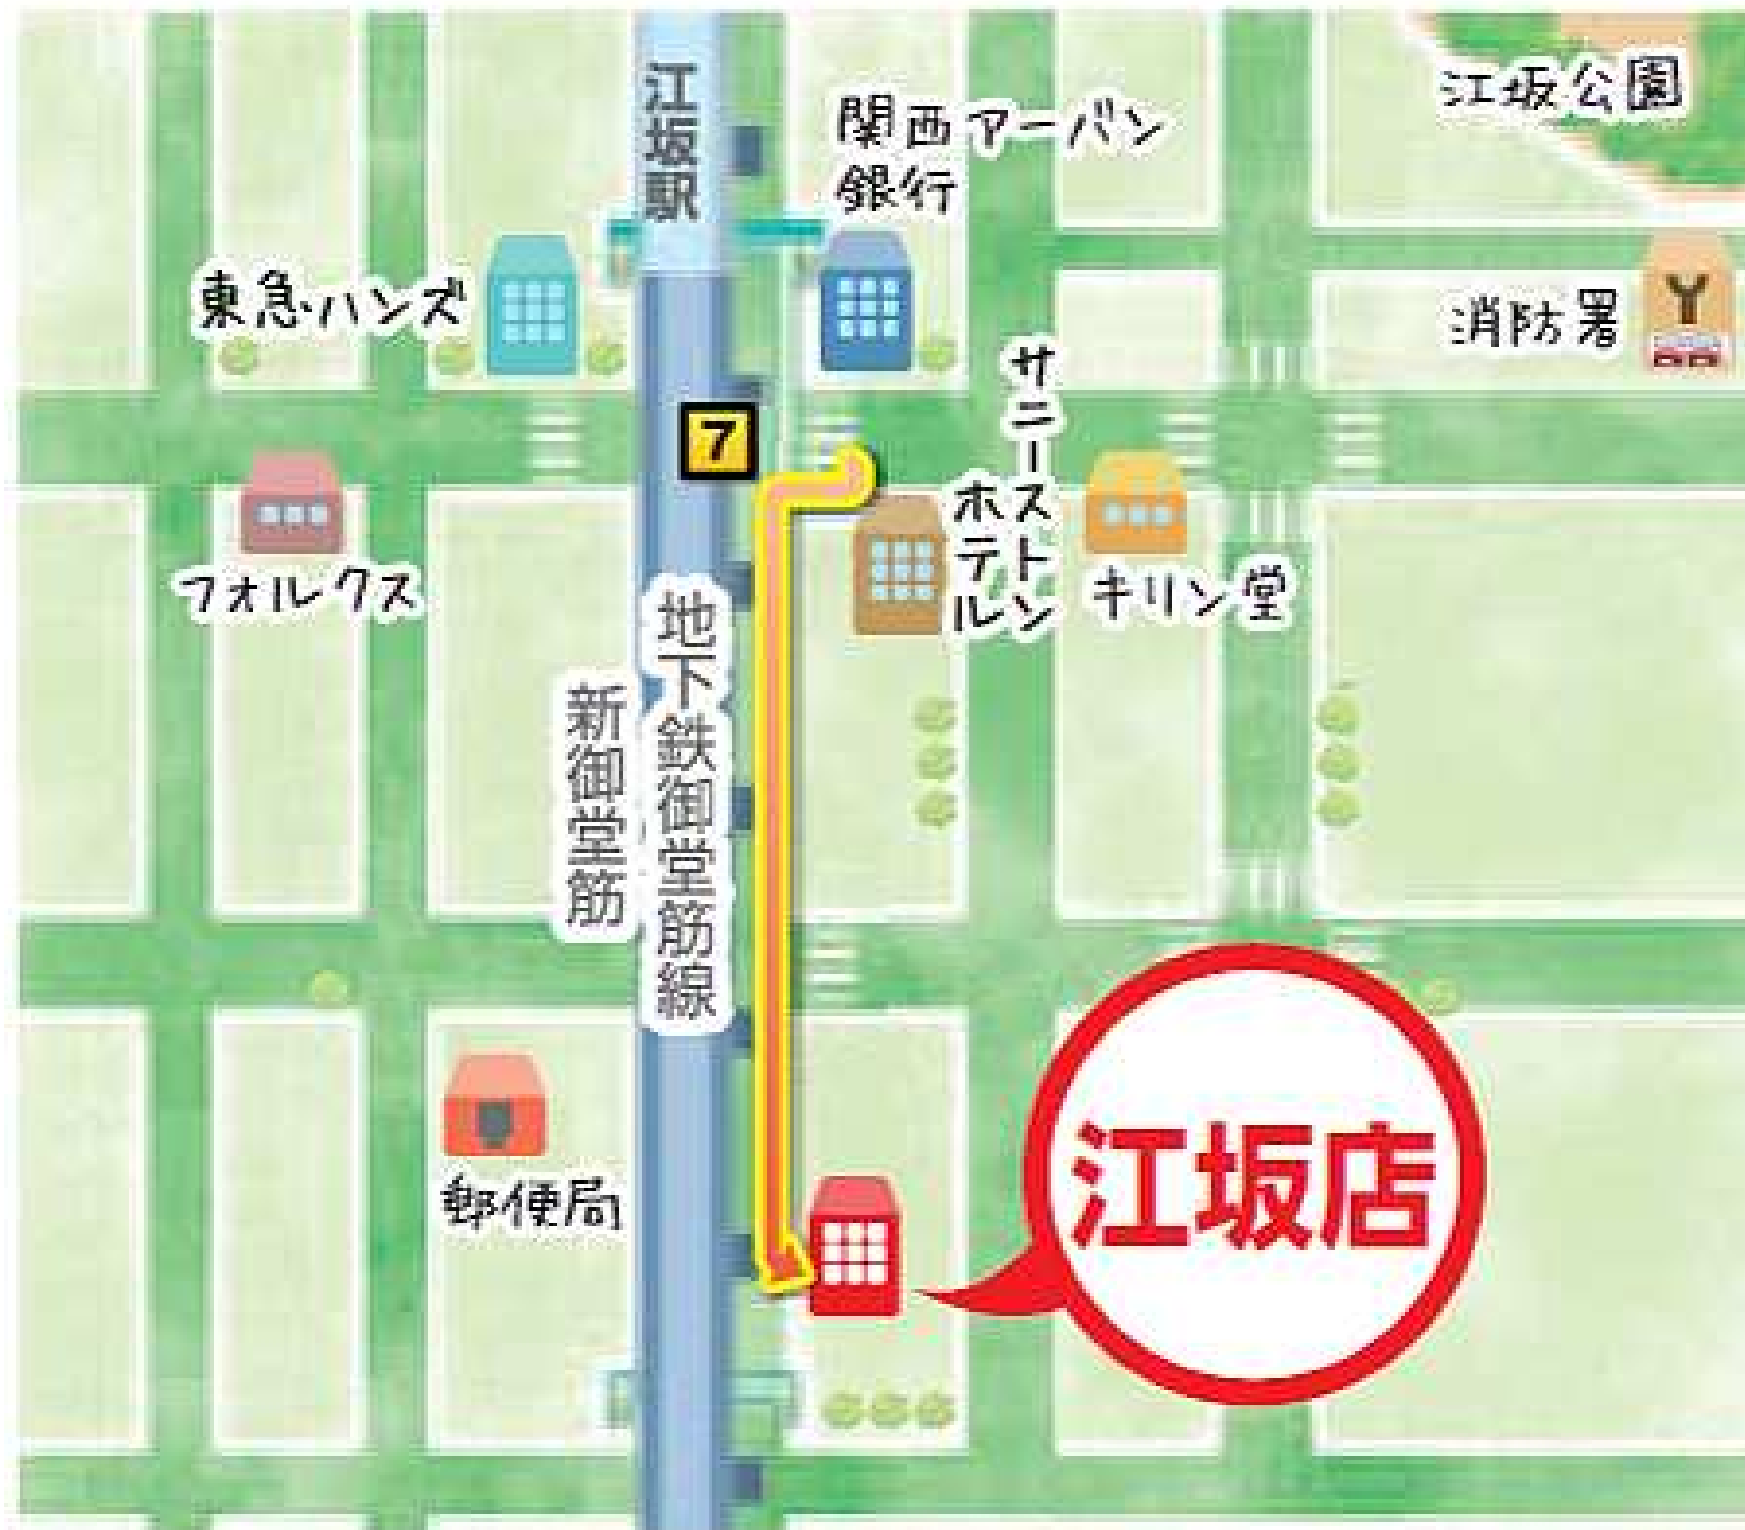 江坂駅
関西アーバン
銀行
江坂公園
東急ハンズ
消防署
7
サニーストン
ホテル
フォルクス
キリン堂
地下鉄御堂筋線
新御堂筋
郵便局
江坂店